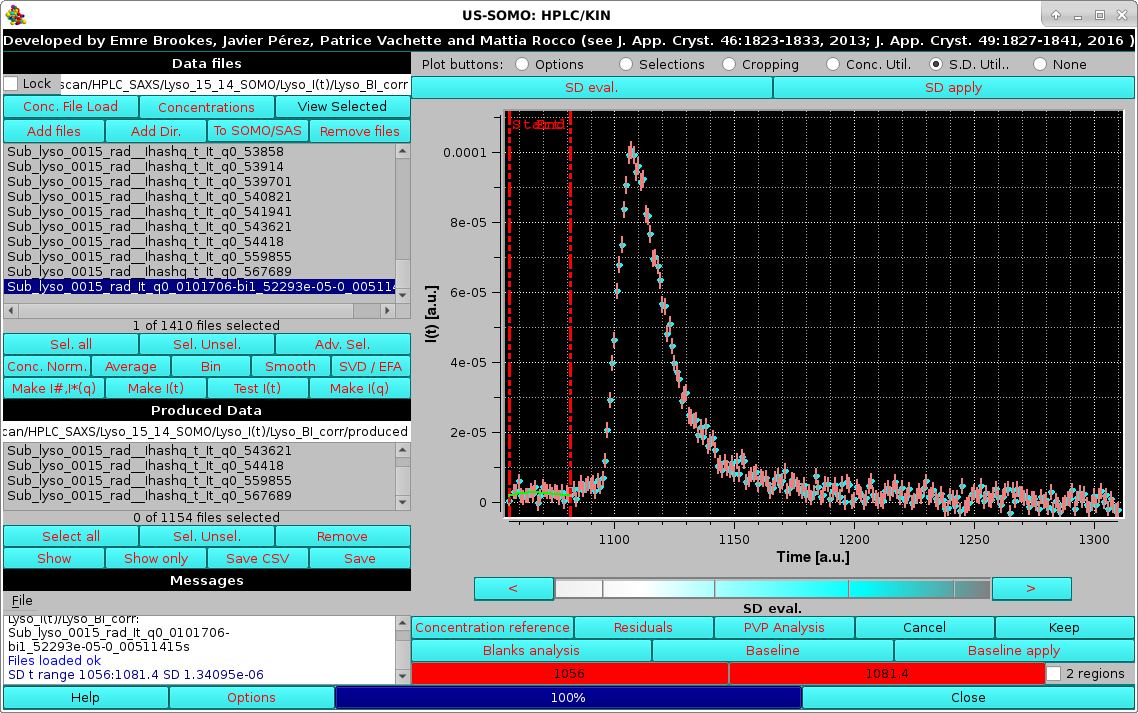 US-SOMO: HPLC/KIN
Developed by Emre Brookes, Javier Pérez, Patrice Vachette and Mattia Rocco (see J. App. Cryst. 46:1823-1833, 2013; J. App. Cryst. 49:1827-1841, 2016 )
Data files
Lock scan/HPLC_SAXS/Lyso_15_14_SOMO/Lyso_I(t)/Lyso_BI_corr
Conc. File Load Concentrations View Selected
Add files Add Dir. To SOMO/SAS Remove files
Sub_lyso_0015_rad__Ihashq_t_It_q0_53858
Sub_lyso_0015_rad__Ihashq_t_It_q0_53914
Sub_lyso_0015_rad__Ihashq_t_It_q0_539701
Sub_lyso_0015_rad__Ihashq_t_It_q0_540821
Sub_lyso_0015_rad__Ihashq_t_It_q0_541941
Sub_lyso_0015_rad__Ihashq_t_It_q0_543621
Sub_lyso_0015_rad__Ihashq_t_It_q0_54418
Sub_lyso_0015_rad__Ihashq_t_It_q0_559855
Sub_lyso_0015_rad__Ihashq_t_It_q0_567689
Sub_lyso_0015_rad_It_q0_0101706-bi1_52293e-05-0_005114
1 of 1410 files selected
Sel. all Sel. Unsel. Adv. Sel.
Conc. Norm. Average Bin Smooth SVD / EFA
Make I#,I*(q) Make I(t) Test I(t) Make I(q)
Produced Data
can/HPLC_SAXS/Lyso_15_14_SOMO/Lyso_I(t)/Lyso_BI_corr/produced
Sub_lyso_0015_rad__Ihashq_t_It_q0_543621
Sub_lyso_0015_rad__Ihashq_t_It_q0_54418
Sub_lyso_0015_rad__Ihashq_t_It_q0_559855
Sub_lyso_0015_rad__Ihashq_t_It_q0_567689
0 of 1154 files selected
Select all Sel. Unsel. Remove
Show Show only Save CSV Save
Messages
File
Lyso_I(t)/Lyso_BI_corr:
Sub_lyso_0015_rad_It_q0_0101706-
bi1_52293e-05-0_00511415s
Files loaded ok
SD t range 1056:1081.4 SD 1.34095e-06
Plot buttons: Options Selections Cropping Conc. Util. S.D. Util.. None
SD eval. SD apply
0.0001
8e-05
6e-05
4e-05
2e-05
0
I(t) [a.u.]
1100 1150 1200 1250 1300
Time [a.u.]
< >
SD eval.
Concentration reference Residuals PVP Analysis Cancel Keep
Blanks analysis Baseline Baseline apply
1056 1081.4 2 regions
Help Options 100% Close